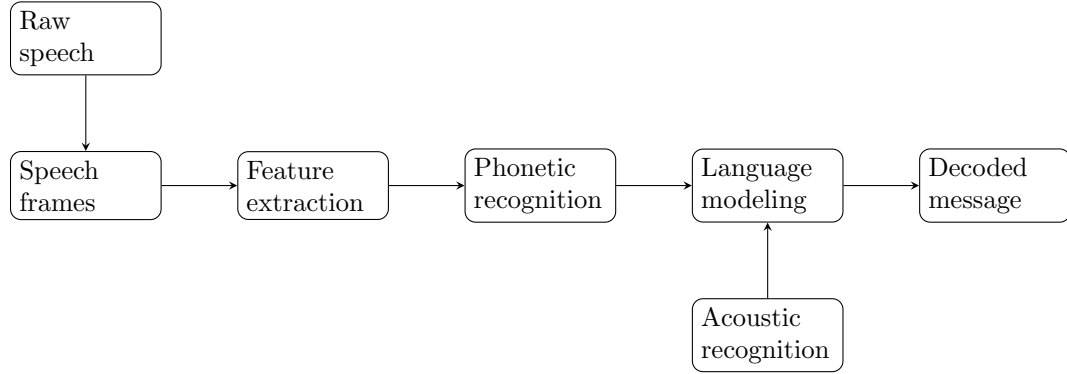 Raw
speech
Speech
frames
Feature
extraction
Phonetic
recognition
Language
modeling
Decoded
message
Acoustic
recognition